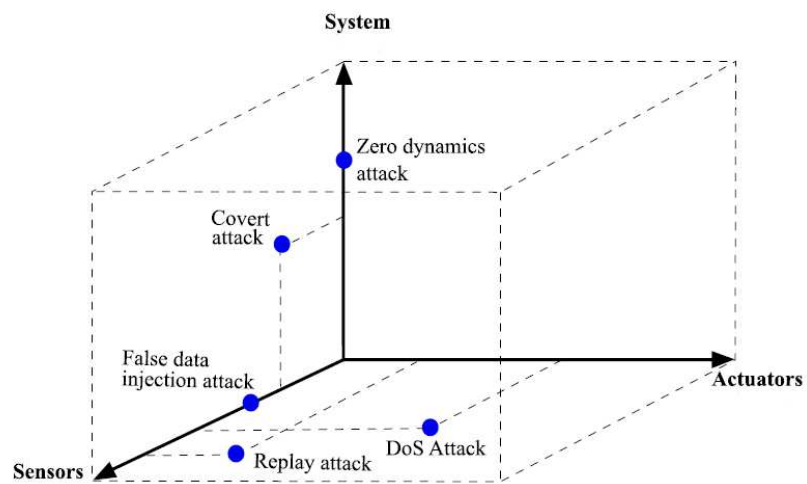 System
Zero dynamics
attack
Covert
attack
False data
injection attack
Actuators
DoS Attack
Replay attack
Sensors